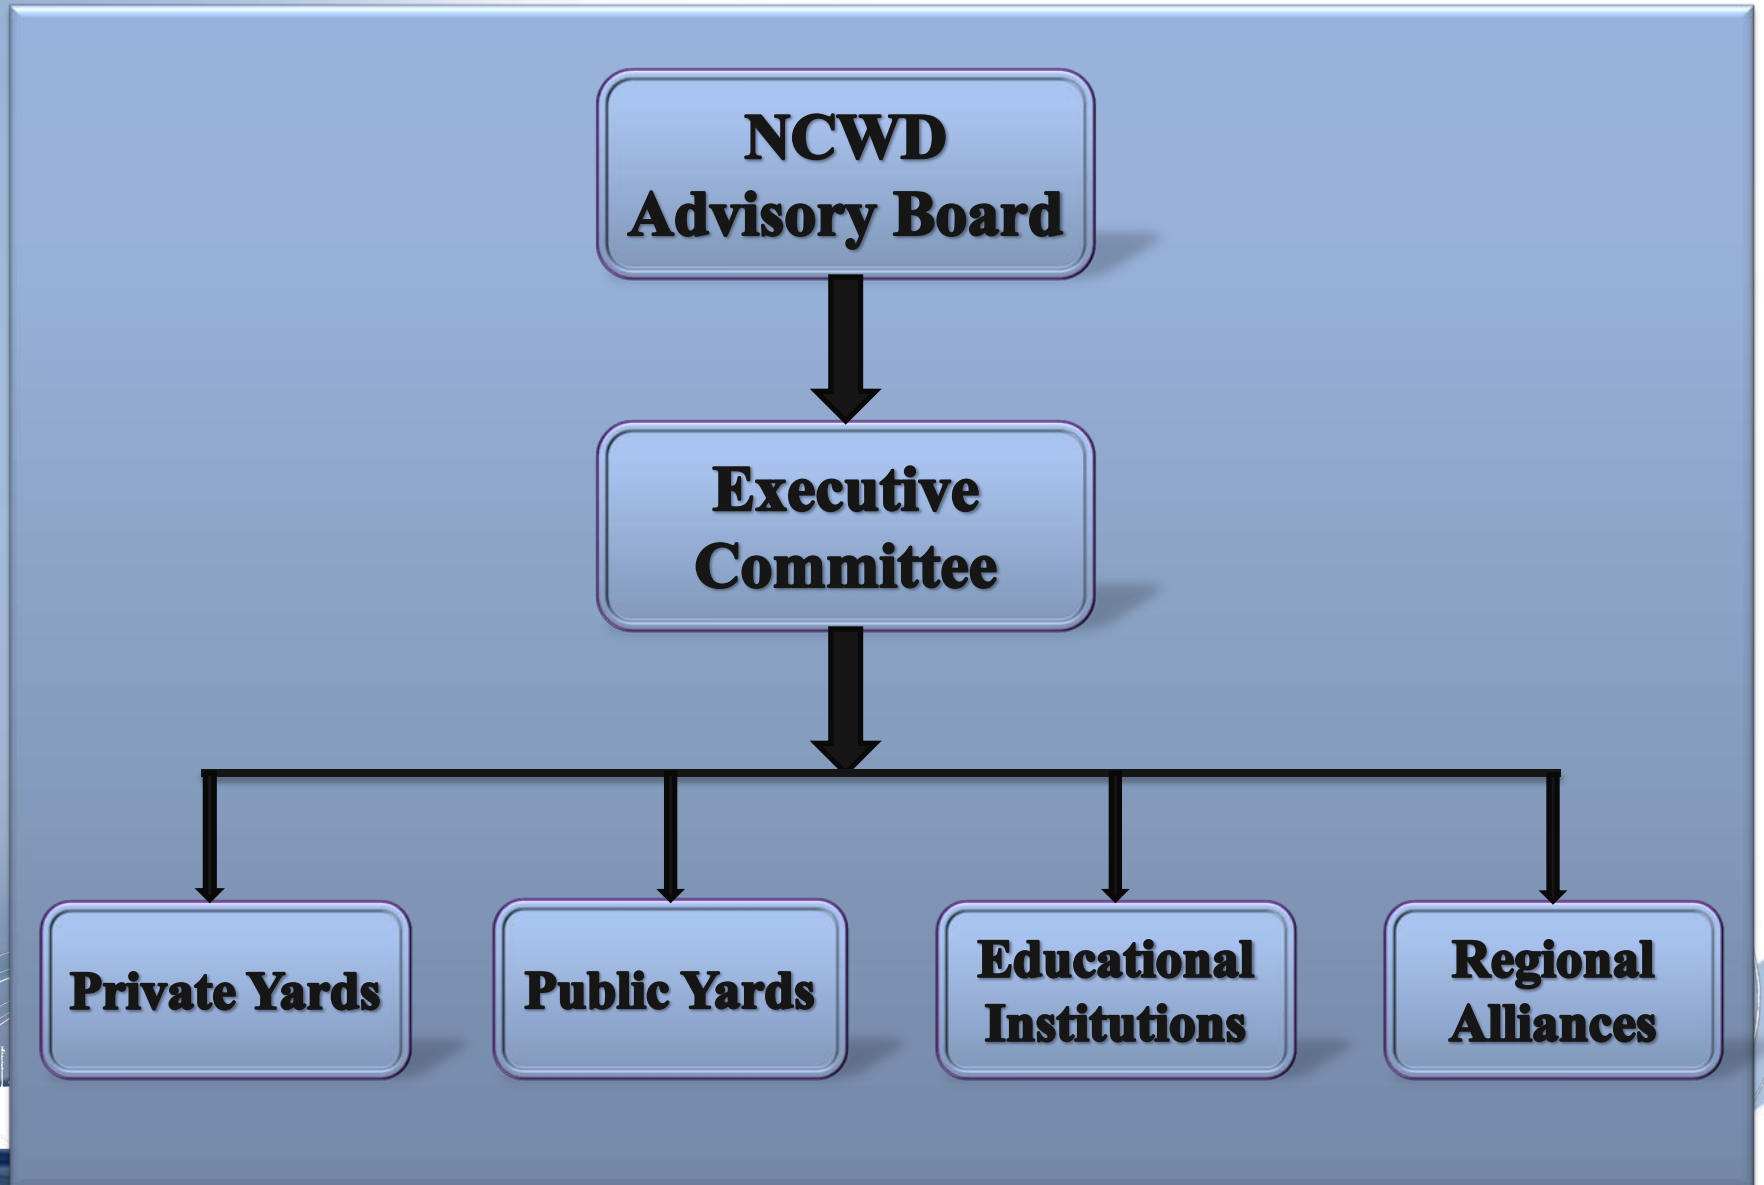 NCWD
Advisory Board
Executive
Committee
Private Yards
Public Yards
Educational
Institutions
Regional
Alliances